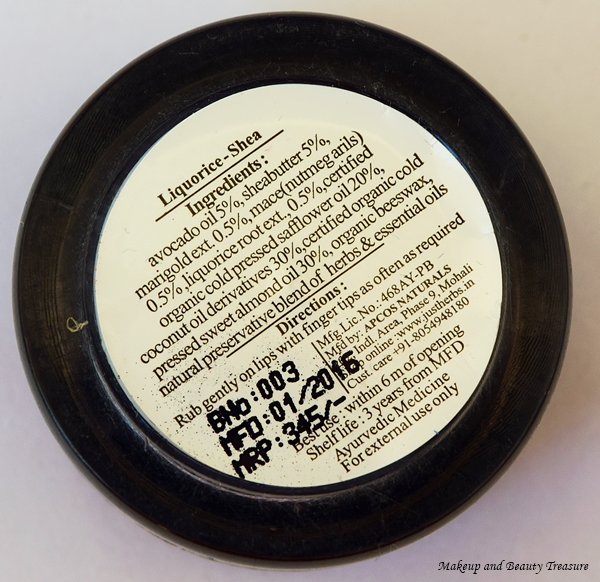 Liquorice-Shea
Ingredients:
avocado oil 5%, sheabutter 5%,
marigold ext. 0.5%, mace(nutmeg arils)
0.5%, liquorice root ext., 0.5%, certified
organic cold pressed safflower oil 20%,
coconut oil derivatives 30%, certified organic cold
pressed sweet almond oil 30%, organic beeswax,
natural preservative blend of herbs & essential oils
Directions:
Rub gently on lips with finger tips as often as required
BNo:003
MFD:01/2016
MRP:345/-
Mfg. Lic. No.: 468AY-PB
Mfd by: APCOS NATURALS
Indl. Area, Phase 9, Mohali
online: www.justherbs.in
Cust. care +91-8054948180
Best use: within 6 m of opening
Shelf life: 3 years from MFD
Ayurvedic Medicine
For external use only
Makeup and Beauty Treasure